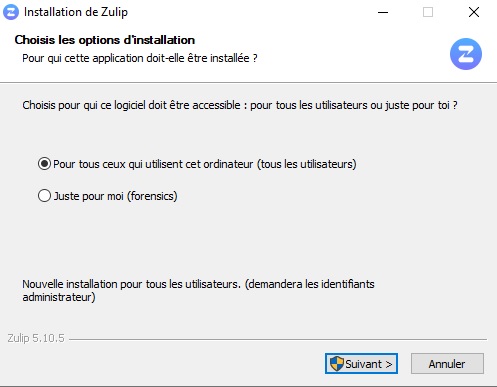 Installation de Zulip
Choisis les options d'installation
Pour qui cette application doit-elle être installée ?
Choisis pour qui ce logiciel doit être accessible : pour tous les utilisateurs ou juste pour toi ?
Pour tous ceux qui utilisent cet ordinateur (tous les utilisateurs)
Juste pour moi (forensics)
Nouvelle installation pour tous les utilisateurs. (demandera les identifiants
administrateur)
Zulip 5.10.5
Suivant >
Annuler